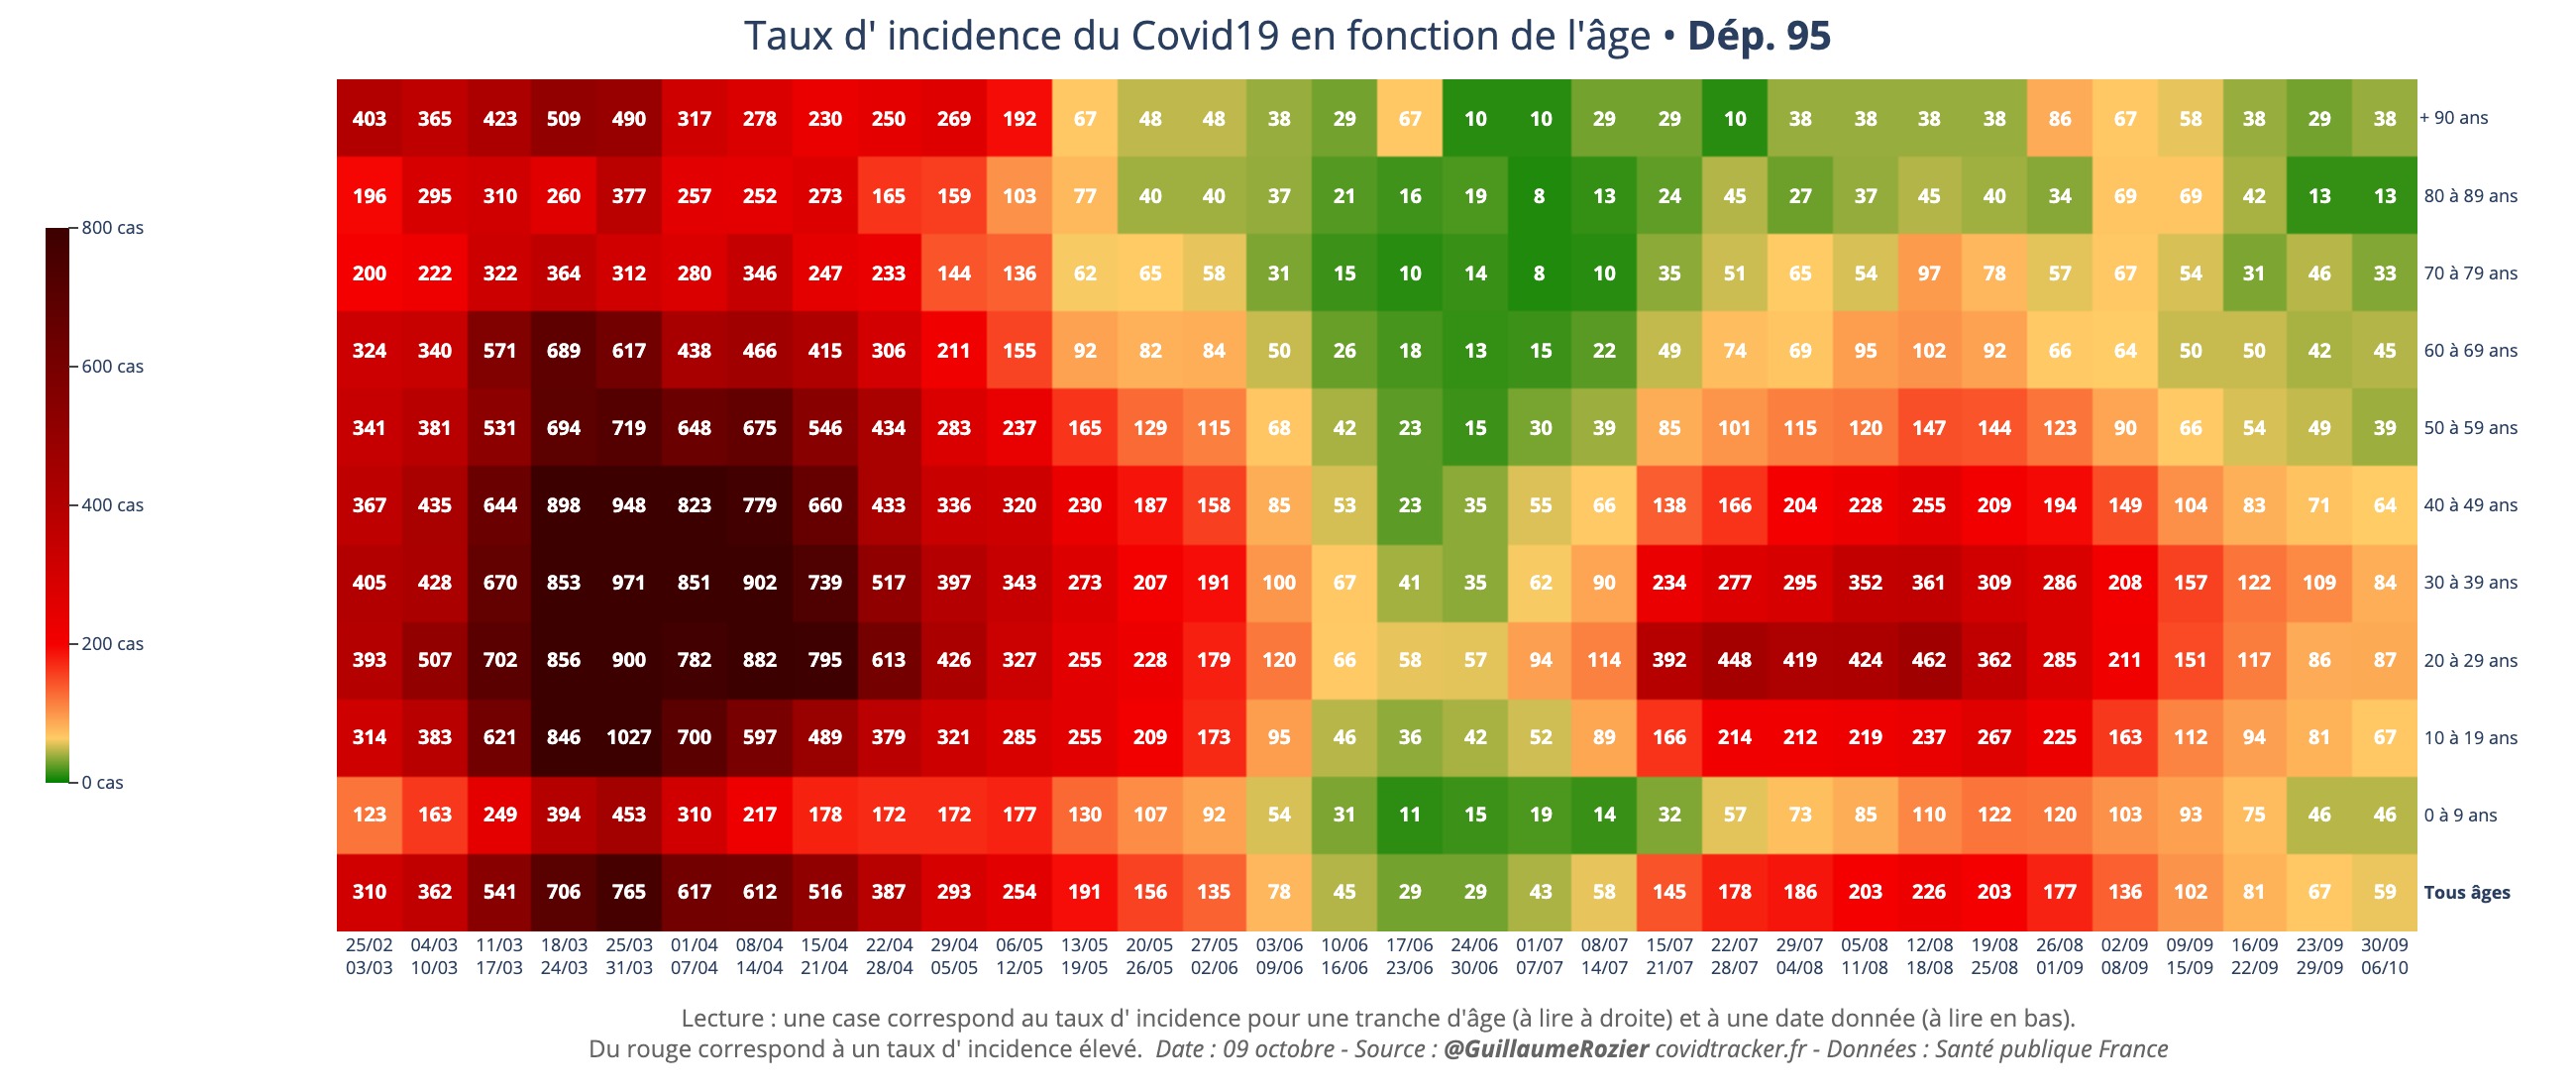 Taux d' incidence du Covid19 en fonction de l'âge • Dép. 95
403 365 423 509 490 317 278 230 250 269 192 67 48 48 38 29 67 10 10 29 29 10 38 38 38 38 86 67 58 38 29 38 + 90 ans
196 295 310 260 377 257 252 273 165 159 103 77 40 40 37 21 16 19 8 13 24 45 27 37 45 40 34 69 69 42 13 13 80 à 89 ans
800 cas
200 222 322 364 312 280 346 247 233 144 136 62 65 58 31 15 10 14 8 10 35 51 65 54 97 78 57 67 54 31 46 33 70 à 79 ans
324 340 571 689 617 438 466 415 306 211 155 92 82 84 50 26 18 13 15 22 49 74 69 95 102 92 66 64 50 50 42 45 60 à 69 ans
600 cas
341 381 531 694 719 648 675 546 434 283 237 165 129 115 68 42 23 15 30 39 85 101 115 120 147 144 123 90 66 54 49 39 50 à 59 ans
400 cas
367 435 644 898 948 823 779 660 433 336 320 230 187 158 85 53 23 35 55 66 138 166 204 228 255 209 194 149 104 83 71 64 40 à 49 ans
405 428 670 853 971 851 902 739 517 397 343 273 207 191 100 67 41 35 62 90 234 277 295 352 361 309 286 208 157 122 109 84 30 à 39 ans
200 cas
393 507 702 856 900 782 882 795 613 426 327 255 228 179 120 66 58 57 94 114 392 448 419 424 462 362 285 211 151 117 86 87 20 à 29 ans
314 383 621 846 1027 700 597 489 379 321 285 255 209 173 95 46 36 42 52 89 166 214 212 219 237 267 225 163 112 94 81 67 10 à 19 ans
0 cas
123 163 249 394 453 310 217 178 172 172 177 130 107 92 54 31 11 15 19 14 32 57 73 85 110 122 120 103 93 75 46 46 0 à 9 ans
310 362 541 706 765 617 612 516 387 293 254 191 156 135 78 45 29 29 43 58 145 178 186 203 226 203 177 136 102 81 67 59 Tous âges
25/02 04/03 11/03 18/03 25/03 01/04 08/04 15/04 22/04 29/04 06/05 13/05 20/05 27/05 03/06 10/06 17/06 24/06 01/07 08/07 15/07 22/07 29/07 05/08 12/08 19/08 26/08 02/09 09/09 16/09 23/09 30/09
03/03 10/03 17/03 24/03 31/03 07/04 14/04 21/04 28/04 05/05 12/05 19/05 26/05 02/06 09/06 16/06 23/06 30/06 07/07 14/07 21/07 28/07 04/08 11/08 18/08 25/08 01/09 08/09 15/09 22/09 29/09 06/10
Lecture : une case correspond au taux d' incidence pour une tranche d'âge (à lire à droite) et à une date donnée (à lire en bas).
Du rouge correspond à un taux d' incidence élevé. Date : 09 octobre - Source : @GuillaumeRozier covidtracker.fr - Données : Santé publique France